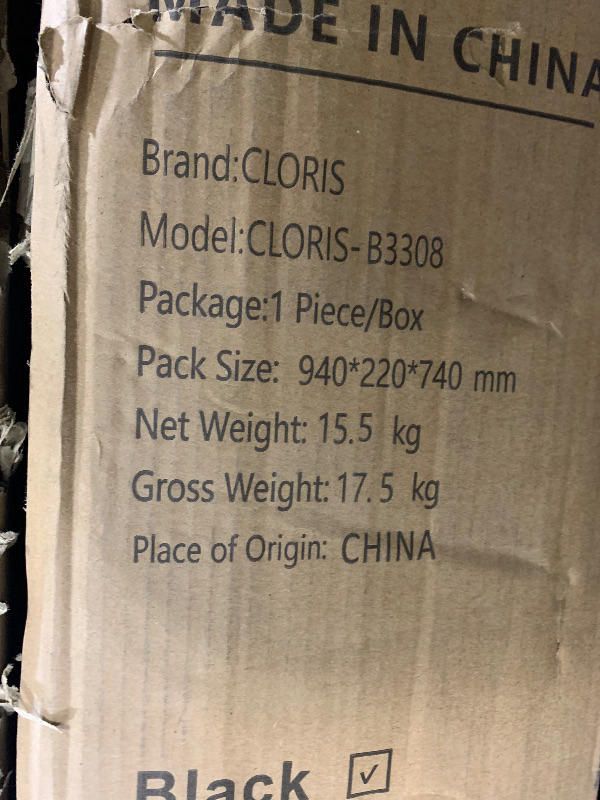 MADE IN CHINA
Brand:CLORIS
Model:CLORIS-B3308
Package:1 Piece/Box
Pack Size: 940*220*740 mm
Net Weight: 15.5 kg
Gross Weight: 17.5 kg
Place of Origin: CHINA
Black ☑